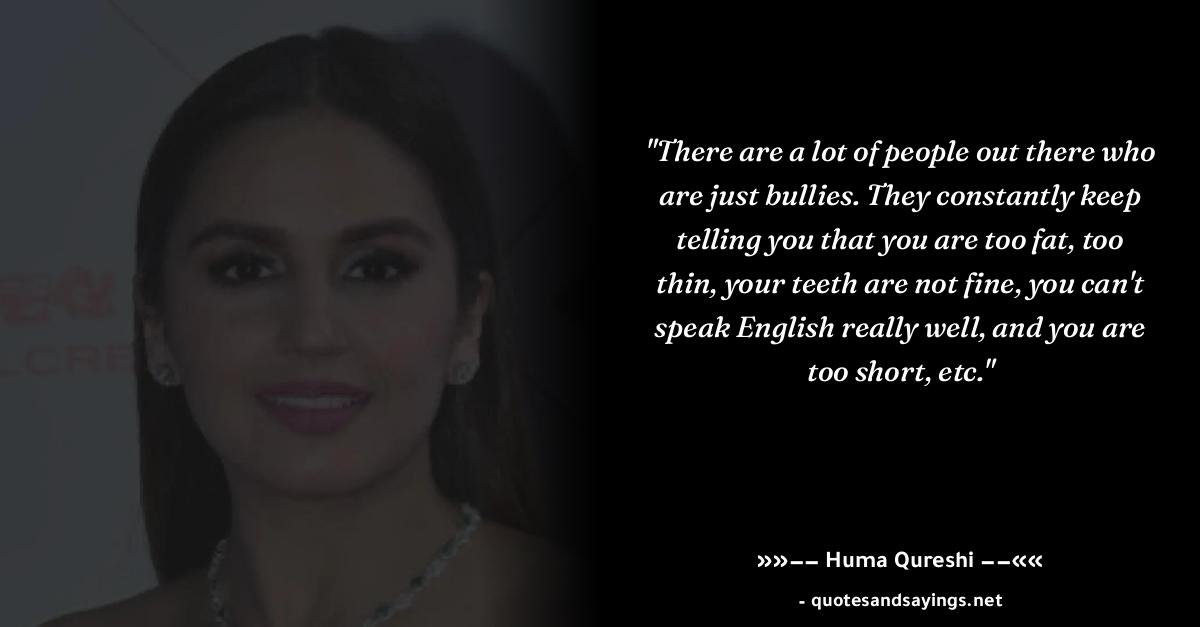 LCRE
"There are a lot of people out there who
are just bullies. They constantly keep
telling you that you are too fat, too
thin, your teeth are not fine, you can't
speak English really well, and you are
too short, etc."
»»−− Huma Qureshi −−««
- quotesandsayings.net